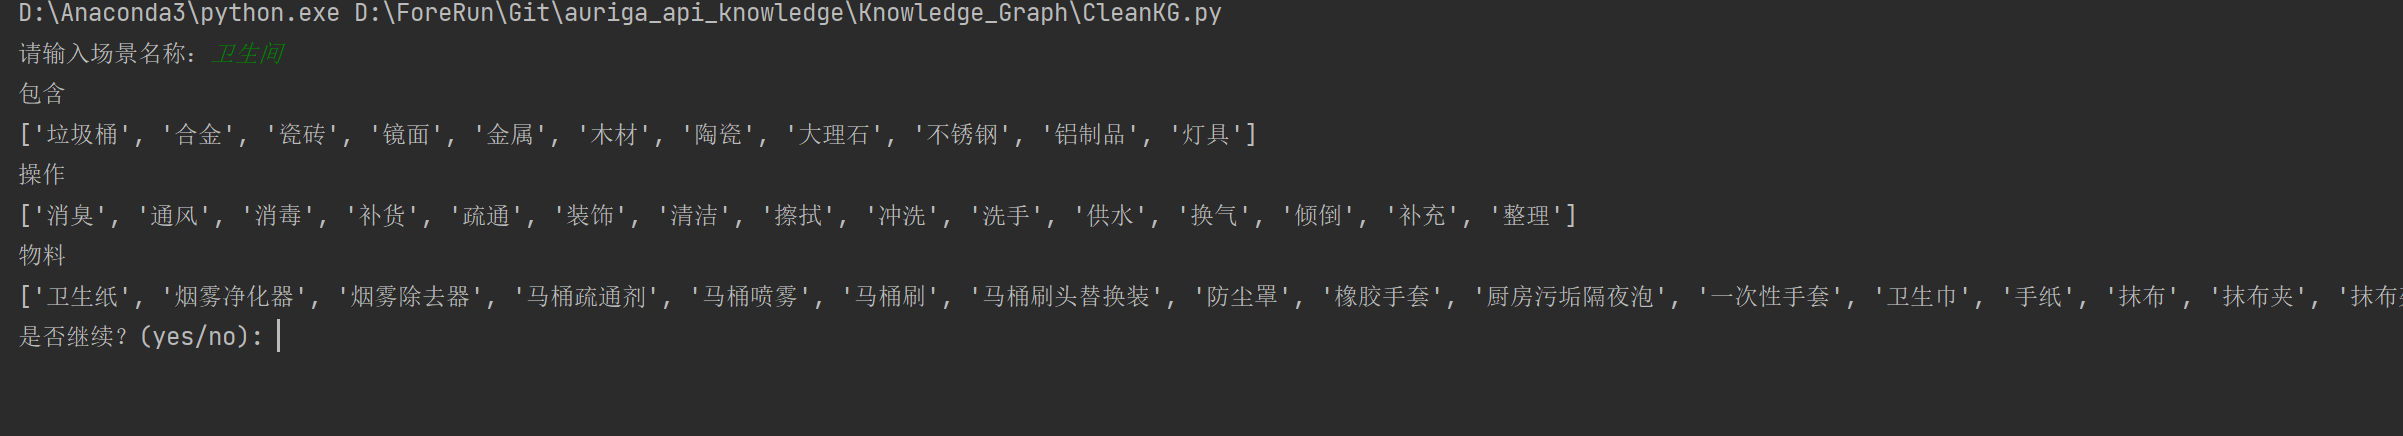 D:\Anaconda3\python.exe D:\ForeRun\Git\auriga_api_knowledge\Knowledge_Graph\CleanKG.py
请输入场景名称：卫生间
包含
['垃圾桶', '合金', '瓷砖', '镜面', '金属', '木材', '陶瓷', '大理石', '不锈钢', '铝制品', '灯具']
操作
['消臭', '通风', '消毒', '补货', '疏通', '装饰', '清洁', '擦拭', '冲洗', '洗手', '供水', '换气', '倾倒', '补充', '整理']
物料
['卫生纸', '烟雾净化器', '烟雾除去器', '马桶疏通剂', '马桶喷雾', '马桶刷', '马桶刷头替换装', '防尘罩', '橡胶手套', '厨房污垢隔夜泡', '一次性手套', '卫生巾', '手纸', '抹布', '抹布夹', '抹布
是否继续？(yes/no):